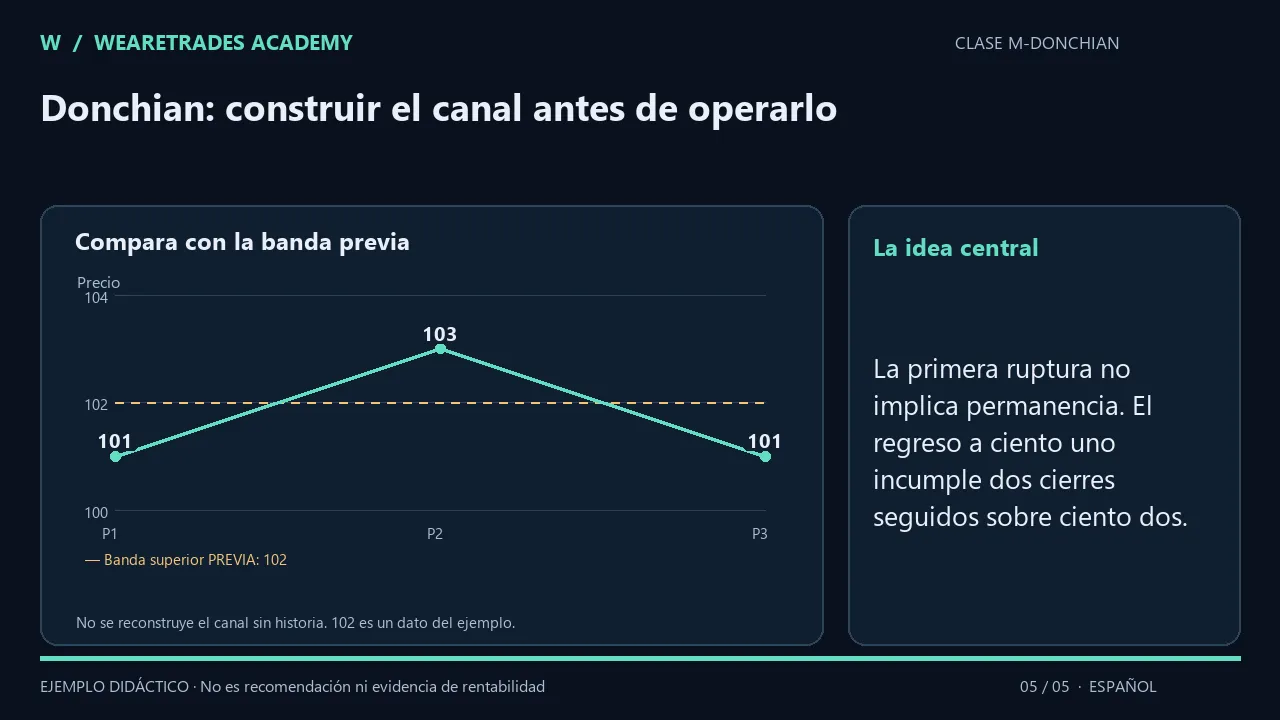 W / WEARETRADES ACADEMY
CLASE M-DONCHIAN
Donchian: construir el canal antes de operarlo
Compara con la banda previa
Precio
104
103
102
101
101
100
P1
P2
P3
— Banda superior PREVIA: 102
No se reconstruye el canal sin historia. 102 es un dato del ejemplo.
La idea central
La primera ruptura no
implica permanencia. El
regreso a ciento uno
incumple dos cierres
seguidos sobre ciento dos.
EJEMPLO DIDÁCTICO · No es recomendación ni evidencia de rentabilidad
05 / 05 · ESPAÑOL